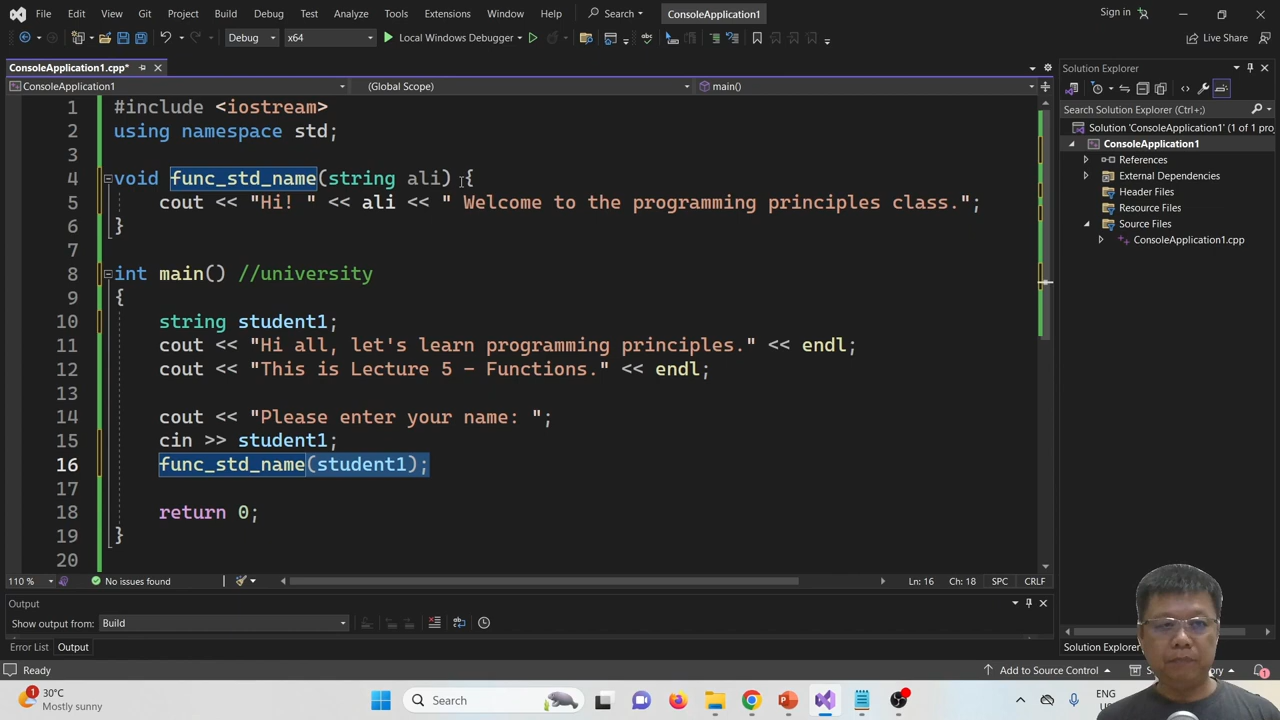 File Edit View Git Project Build Debug Test Analyze Tools Extensions Window Help Search ConsoleApplication1 Sign in
Debug x64 Local Windows Debugger Live Share
ConsoleApplication1.cpp*
ConsoleApplication1 (Global Scope) main()
1 #include <iostream>
2 using namespace std;
3
4 void func_std_name(string ali) {
5 cout << "Hi! " << ali << " Welcome to the programming principles class.";
6 }
7
8 int main() //university
9 {
10 string student1;
11 cout << "Hi all, let's learn programming principles." << endl;
12 cout << "This is Lecture 5 - Functions." << endl;
13
14 cout << "Please enter your name: ";
15 cin >> student1;
16 func_std_name(student1);
17
18 return 0;
19 }
20
110 % No issues found Ln: 16 Ch: 18 SPC CRLF
Output
Show output from: Build
Error List Output
Solution Explorer
Search Solution Explorer (Ctrl+;)
Solution 'ConsoleApplication1' (1 of 1 pro
ConsoleApplication1
References
External Dependencies
Header Files
Resource Files
Source Files
ConsoleApplication1.cpp
Solution Explorer
Ready Add to Source Control
30°C
Mostly sunny
Search
ENG
1
1